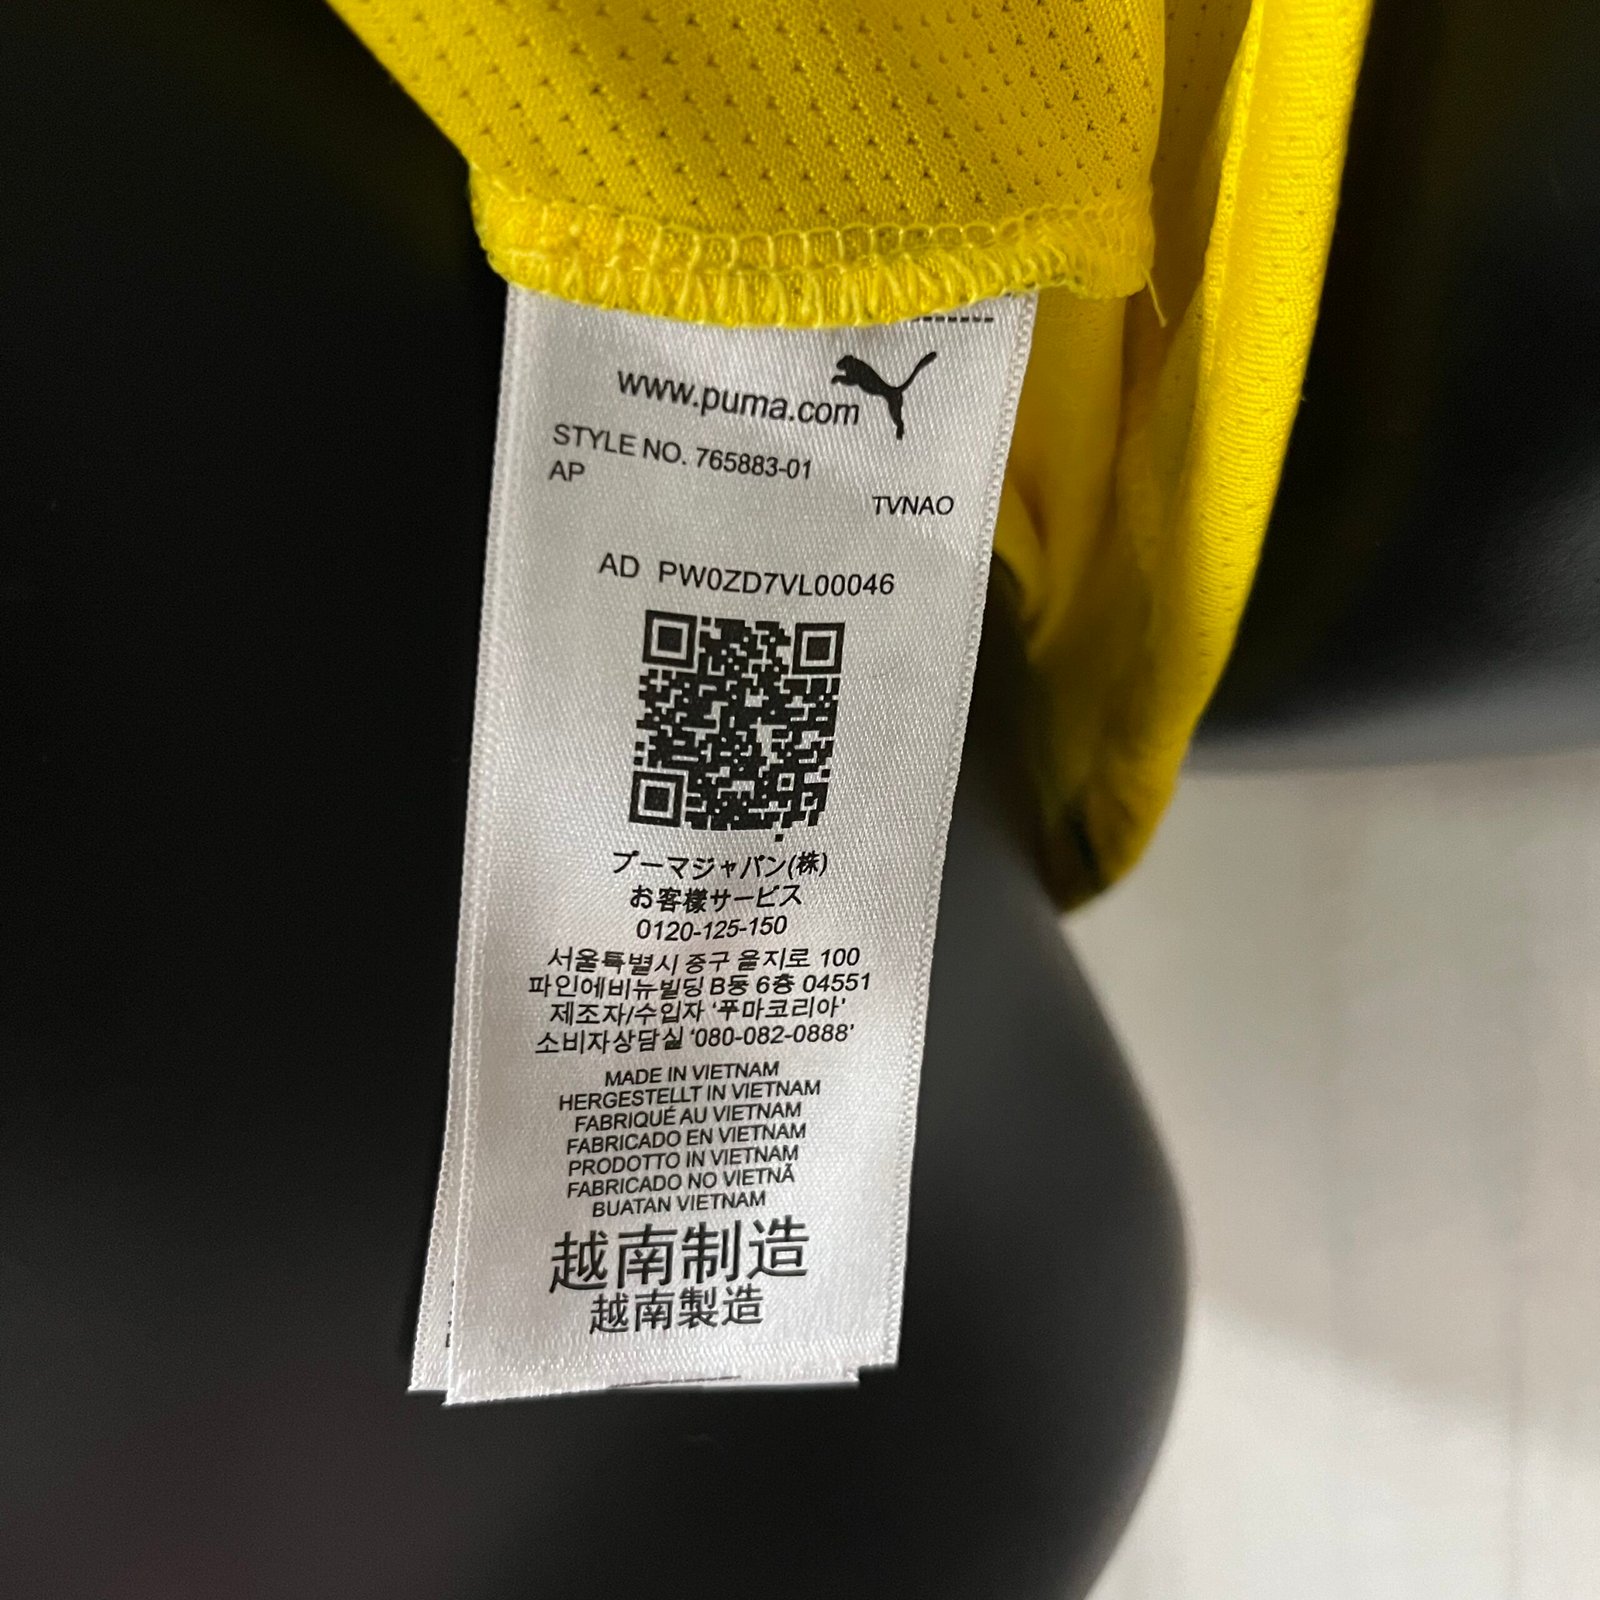 www.puma.com
STYLE NO. 765883-01
AP
TVNAO
AD PW0ZD7VL00046
プーマジャパン(株)
お客様サービス
0120-125-150
서울특별시 중구 을지로 100
파인에비뉴빌딩 B동 6층 04551
제조자/수입자 '푸마코리아'
소비자상담실 '080-082-0888'
MADE IN VIETNAM
HERGESTELLT IN VIETNAM
FABRIQUÉ AU VIETNAM
FABRICADO EN VIETNAM
PRODOTTO IN VIETNAM
FABRICADO NO VIETNÃ
BUATAN VIETNAM
越南制造
越南製造